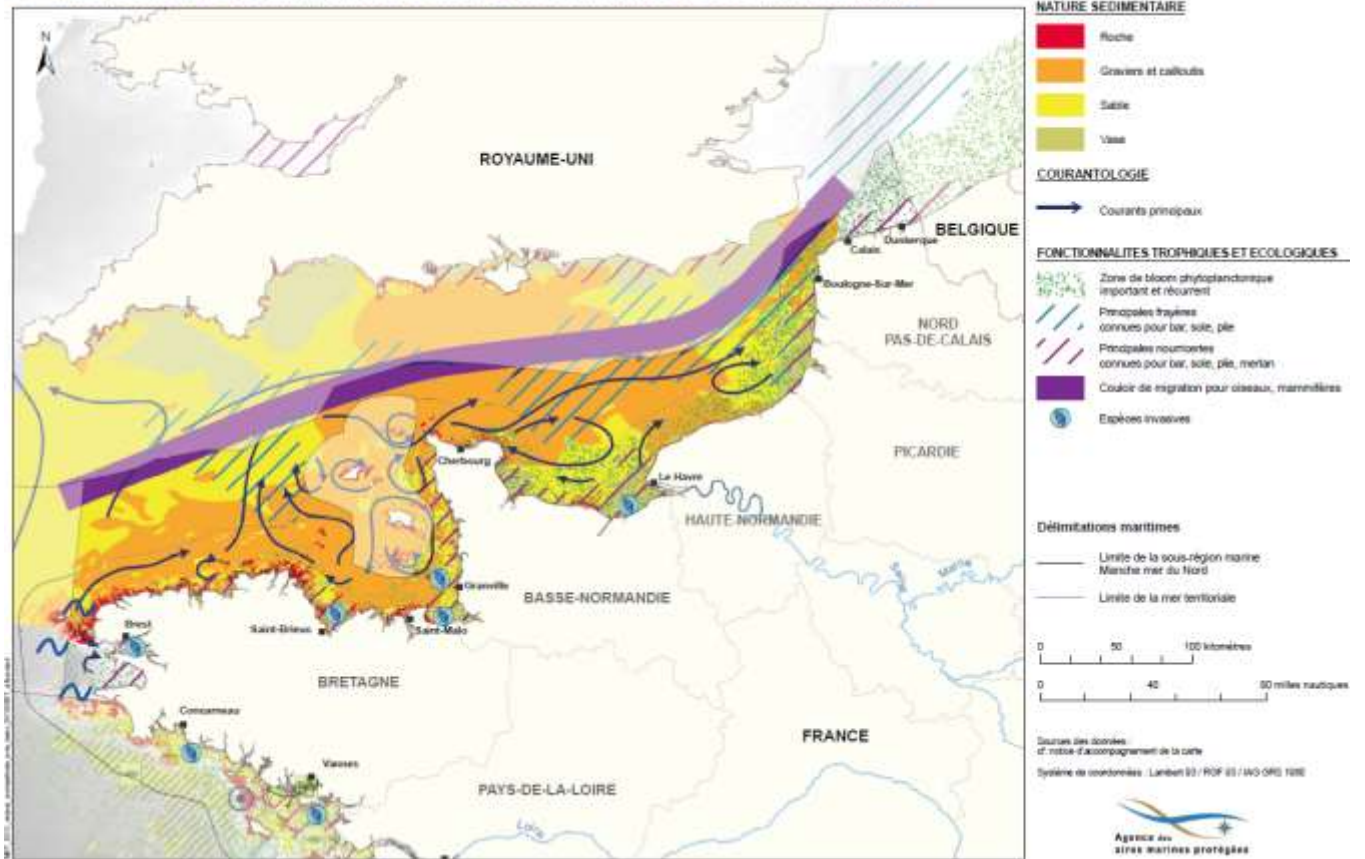 N
ROYAUME-UNI
BELGIQUE
Dunkerque
Calais
Boulogne-Sur-Mer
NORD
PAS-DE-CALAIS
PICARDIE
Cherbourg
Le Havre
HAUTE-NORMANDIE
Seine
Marne
BASSE-NORMANDIE
Granville
Saint-Malo
Saint-Brieuc
Brest
BRETAGNE
Concarneau
Vannes
PAYS-DE-LA-LOIRE
Loire
FRANCE
NATURE SEDIMENTAIRE
Roche
Graviers et cailloutis
Sable
Vase
COURANTOLOGIE
Courants principaux
FONCTIONNALITES TROPHIQUES ET ECOLOGIQUES
Zone de bloom phytoplanctonique
important et récurrent
Principales frayères
connues pour bar, sole, plie
Principales nourriceries
connues pour bar, sole, plie, merlan
Couloir de migration pour oiseaux, mammifères
Espèces invasives
Délimitations maritimes
Limite de la sous-région marine
Manche mer du Nord
Limite de la mer territoriale
0 50 100 kilomètres
0 40 80 milles nautiques
Sources des données :
cf. notice d'accompagnement de la carte
Système de coordonnées : Lambert 93 / RGF 93 / IAG GRS 1980
Agence des
aires marines protégées